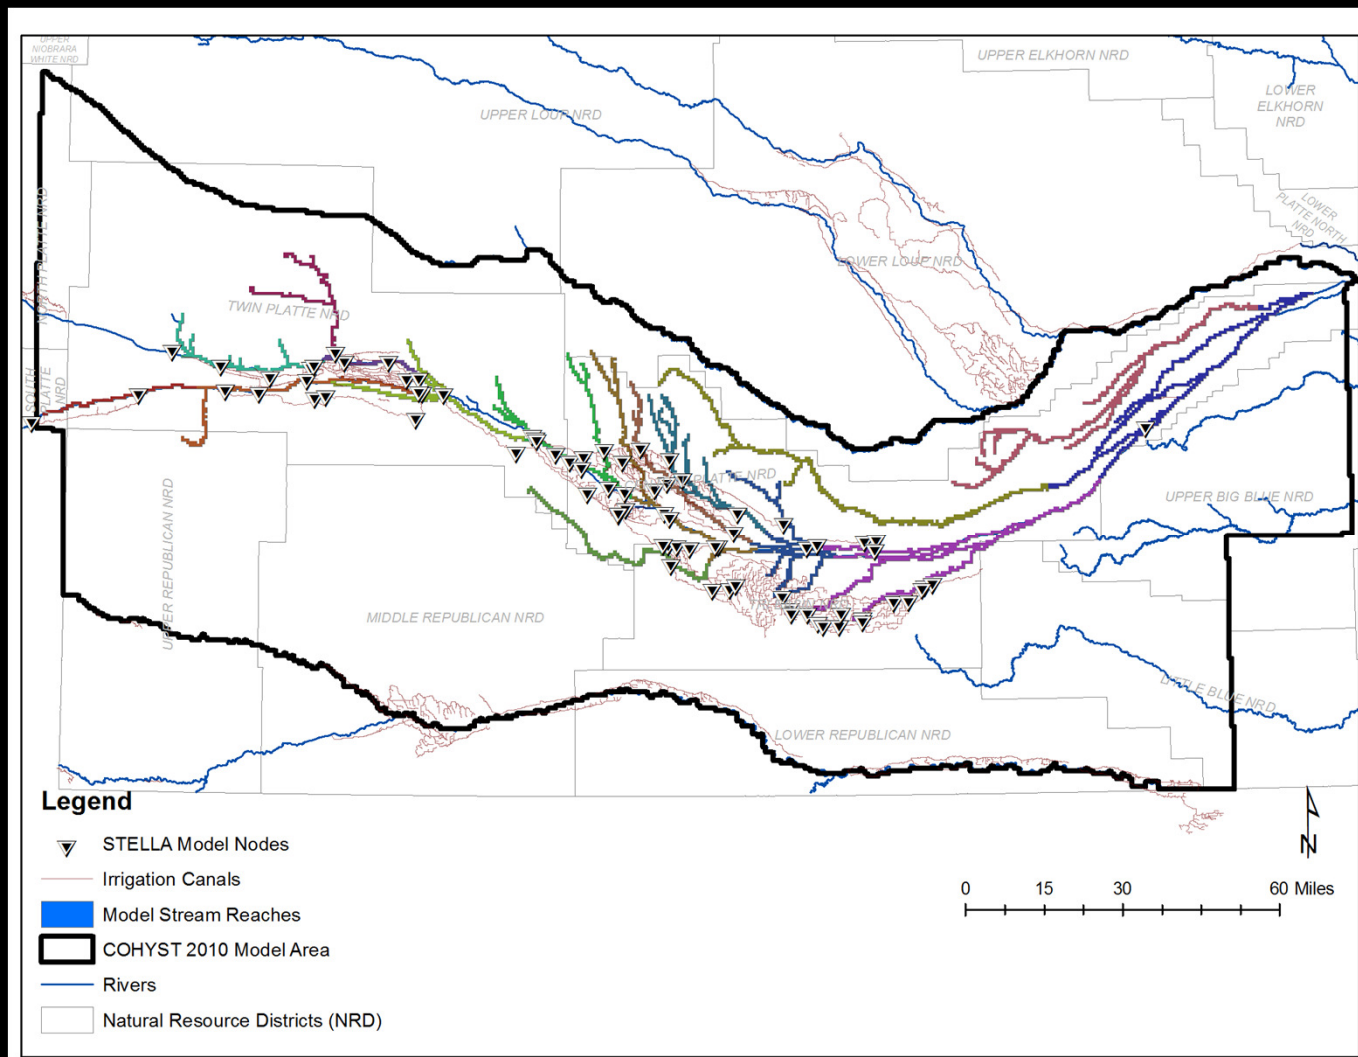 UPPER
NIOBRARA
WHITE NRD
UPPER ELKHORN NRD
LOWER
ELKHORN
NRD
UPPER LOUP NRD
LOWER
PLATTE NORTH
NRD
NORTH PLATTE NRD
LOWER LOUP NRD
TWIN PLATTE NRD
SOUTH
PLATTE
NRD
PLATTE NRD
UPPER BIG BLUE NRD
UPPER REPUBLICAN NRD
MIDDLE REPUBLICAN NRD
LITTLE BLUE NRD
LOWER REPUBLICAN NRD
Legend
STELLA Model Nodes
Irrigation Canals
Model Stream Reaches
COHYST 2010 Model Area
Rivers
Natural Resource Districts (NRD)
N
0 15 30 60 Miles